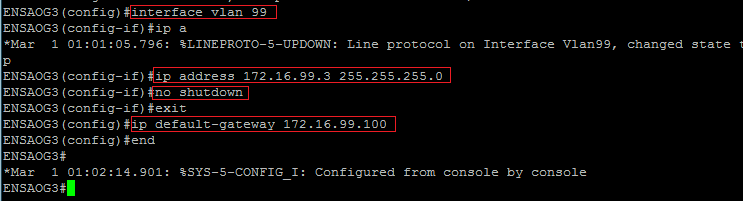 ENSAOG3(config)#interface vlan 99
ENSAOG3(config-if)#ip a
*Mar  1 01:01:05.796: %LINEPROTO-5-UPDOWN: Line protocol on Interface Vlan99, changed state t
p
ENSAOG3(config-if)#ip address 172.16.99.3 255.255.255.0
ENSAOG3(config-if)#no shutdown
ENSAOG3(config-if)#exit
ENSAOG3(config)#ip default-gateway 172.16.99.100
ENSAOG3(config)#end
ENSAOG3#
*Mar  1 01:02:14.901: %SYS-5-CONFIG_I: Configured from console by console
ENSAOG3#